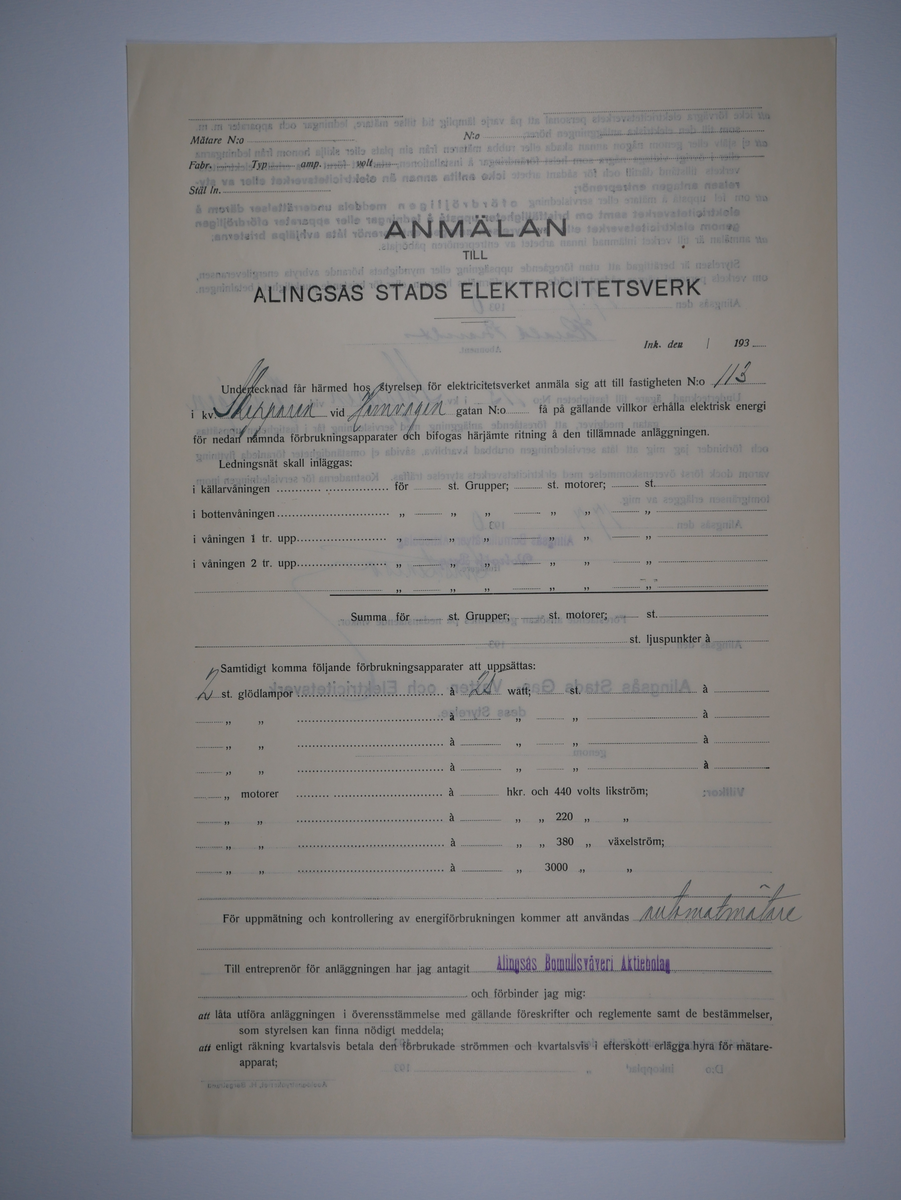 Mätare N:o N:o
Fabr. Typ amp. volt
Ställn.
ANMÄLAN
TILL
ALINGSÅS STADS ELEKTRICITETSVERK
Ink. den / 193
Undertecknad får härmed hos styrelsen för elektricitetsverket anmäla sig att till fastigheten N:o 113
i kv. Skepparen vid Hamnvägen gatan N:o få på gällande villkor erhålla elektrisk energi
för nedan nämnda förbrukningsapparater och bifogas härjämte ritning å den tillämnade anläggningen.
Ledningsnät skall inläggas:
i källarvåningen för st. Grupper; st. motorer; st.
i bottenvåningen „ „ „ „ „ „
i våningen 1 tr. upp „ „ „ „ „ „
i våningen 2 tr. upp „ „ „ „ „ „
„ „ „ „ „ „
Summa för st. Grupper; st. motorer; st.
st. ljuspunkter à
Samtidigt komma följande förbrukningsapparater att uppsättas:
2 st. glödlampor à 25 watt; st. à
„ „ à „ „ à
„ „ à „ „ à
„ „ à „ „ à
„ motorer à hkr. och 440 volts likström;
„ „ à „ „ 220 „ „
„ „ à „ „ 380 „ växelström;
„ „ à „ 3000 „ „
För uppmätning och kontrollering av energiförbrukningen kommer att användas automatmätare
Till entreprenör för anläggningen har jag antagit Alingsås Bomullsväveri Aktiebolag
och förbinder jag mig:
att låta utföra anläggningen i överensstämmelse med gällande föreskrifter och reglemente samt de bestämmelser,
som styrelsen kan finna nödigt meddela;
att enligt räkning kvartalsvis betala den förbrukade strömmen och kvartalsvis i efterskott erlägga hyra för mätare-
apparat;